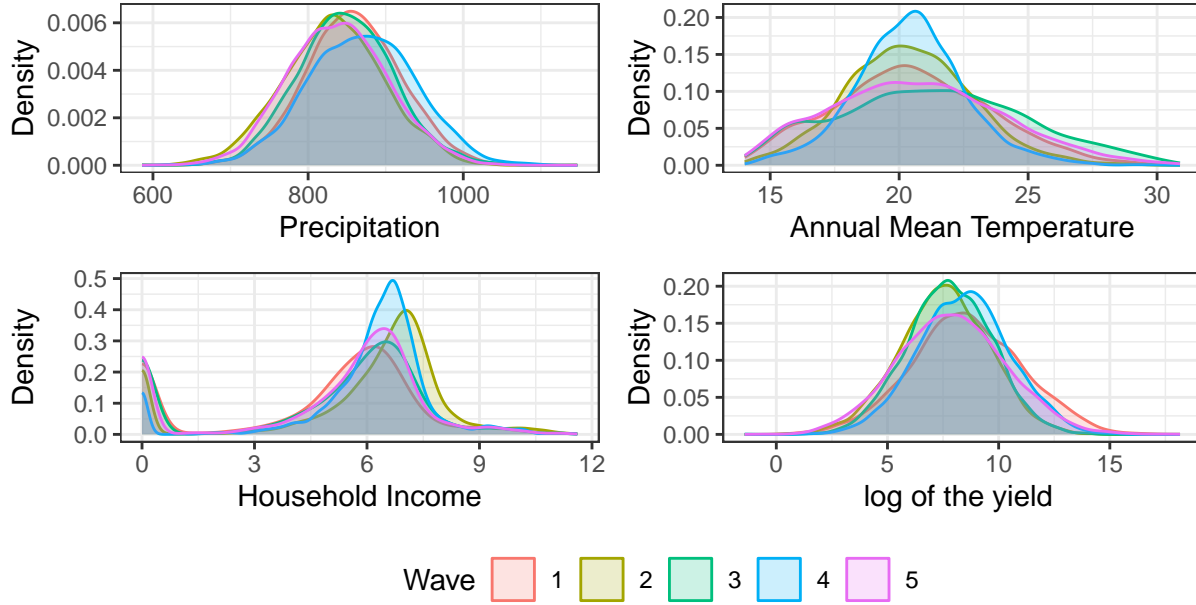 Density
0.006
0.004
0.002
0.000
600 800 1000
Precipitation
Density
0.20
0.15
0.10
0.05
0.00
15 20 25 30
Annual Mean Temperature
Density
0.5
0.4
0.3
0.2
0.1
0.0
0 3 6 9 12
Household Income
Density
0.20
0.15
0.10
0.05
0.00
0 5 10 15
log of the yield
Wave 1 2 3 4 5